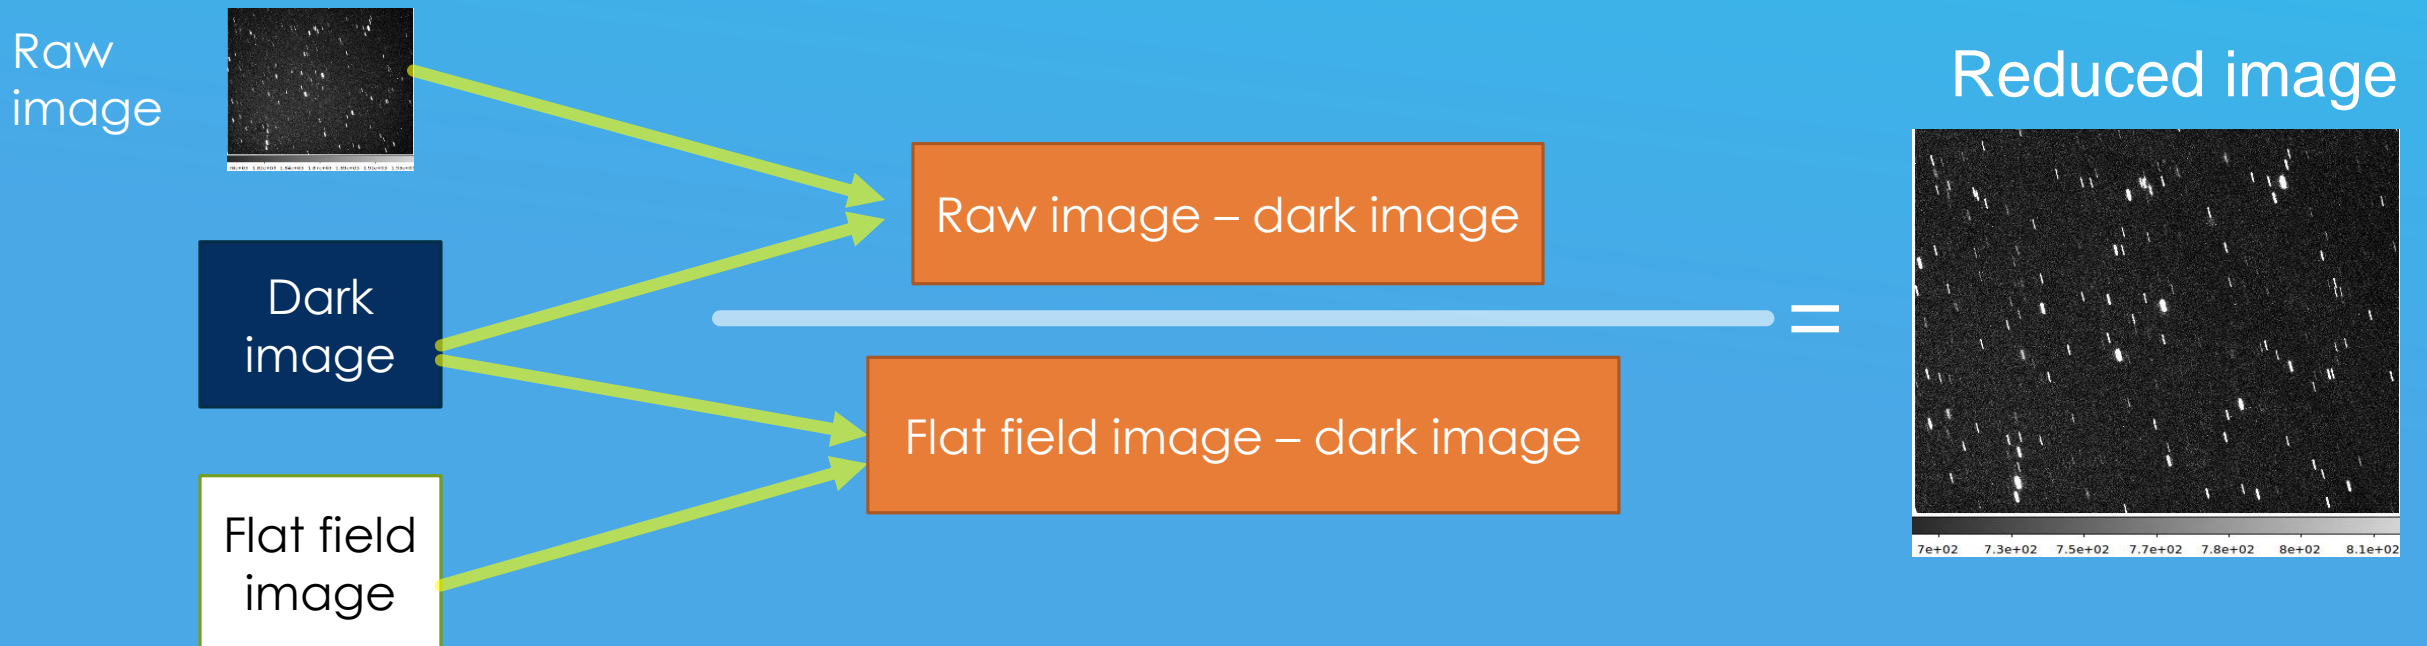 Raw
image
Reduced image
Raw image – dark image
Dark
image
=
Flat field image – dark image
Flat field
image
7e+02 7.3e+02 7.5e+02 7.7e+02 7.8e+02 8e+02 8.1e+02